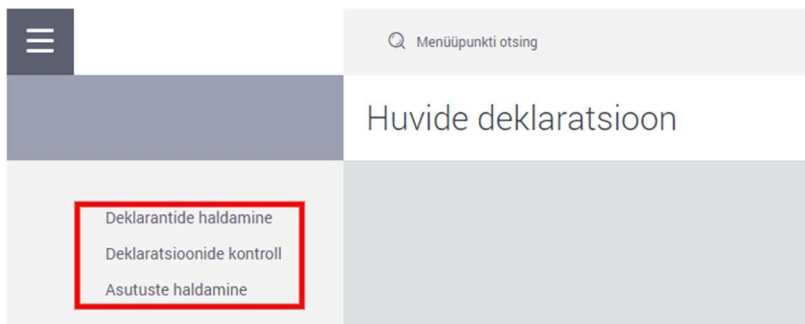 Menüüpunkti otsing
Huvide deklaratsioon
Deklarantide haldamine
Deklaratsioonide kontroll
Asutuste haldamine